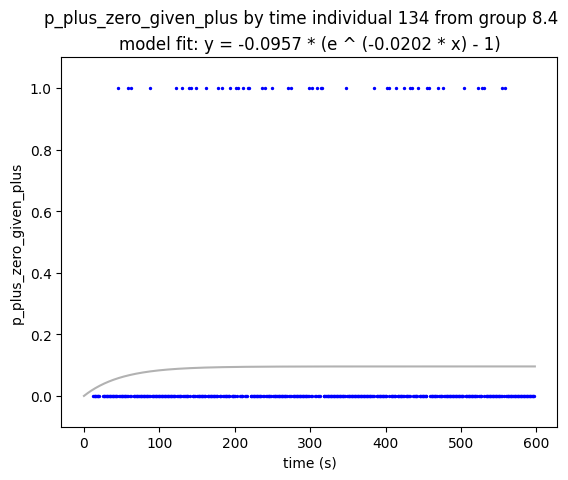 p_plus_zero_given_plus by time individual 134 from group 8.4
model fit: y = -0.0957 * (e ^ (-0.0202 * x) - 1)
1.0
0.8
0.6
0.4
0.2
0.0
p_plus_zero_given_plus
0 100 200 300 400 500 600
time (s)